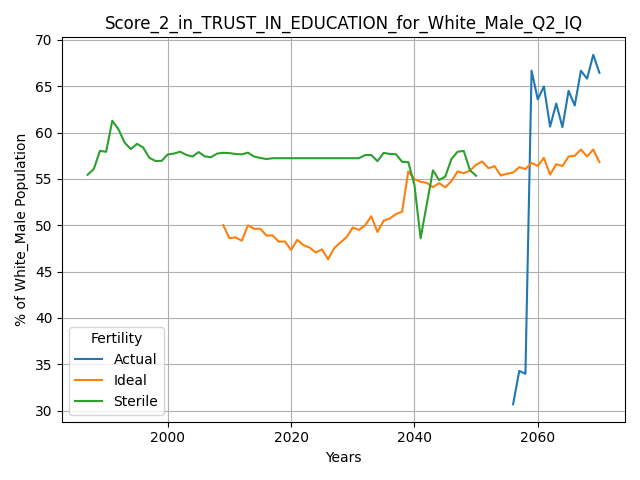 Score_2_in_TRUST_IN_EDUCATION_for_White_Male_Q2_IQ
70
65
60
55
50
45
40
35
30
% of White_Male Population
Fertility
Actual
Ideal
Sterile
2000
2020
2040
2060
Years